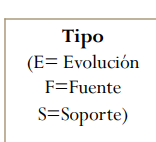 Tipo
(E= Evolución
F=Fuente
S=Soporte)